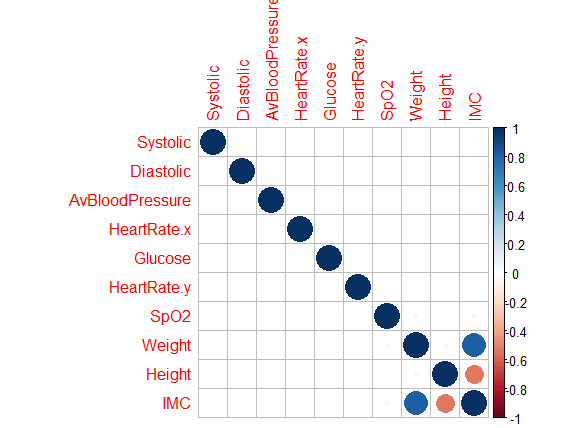 Systolic
Diastolic
AvBloodPressure
HeartRate.x
Glucose
HeartRate.y
SpO2
Weight
Height
IMC
Systolic
Diastolic
AvBloodPressure
HeartRate.x
Glucose
HeartRate.y
SpO2
Weight
Height
IMC
1
0.8
0.6
0.4
0.2
0
-0.2
-0.4
-0.6
-0.8
-1